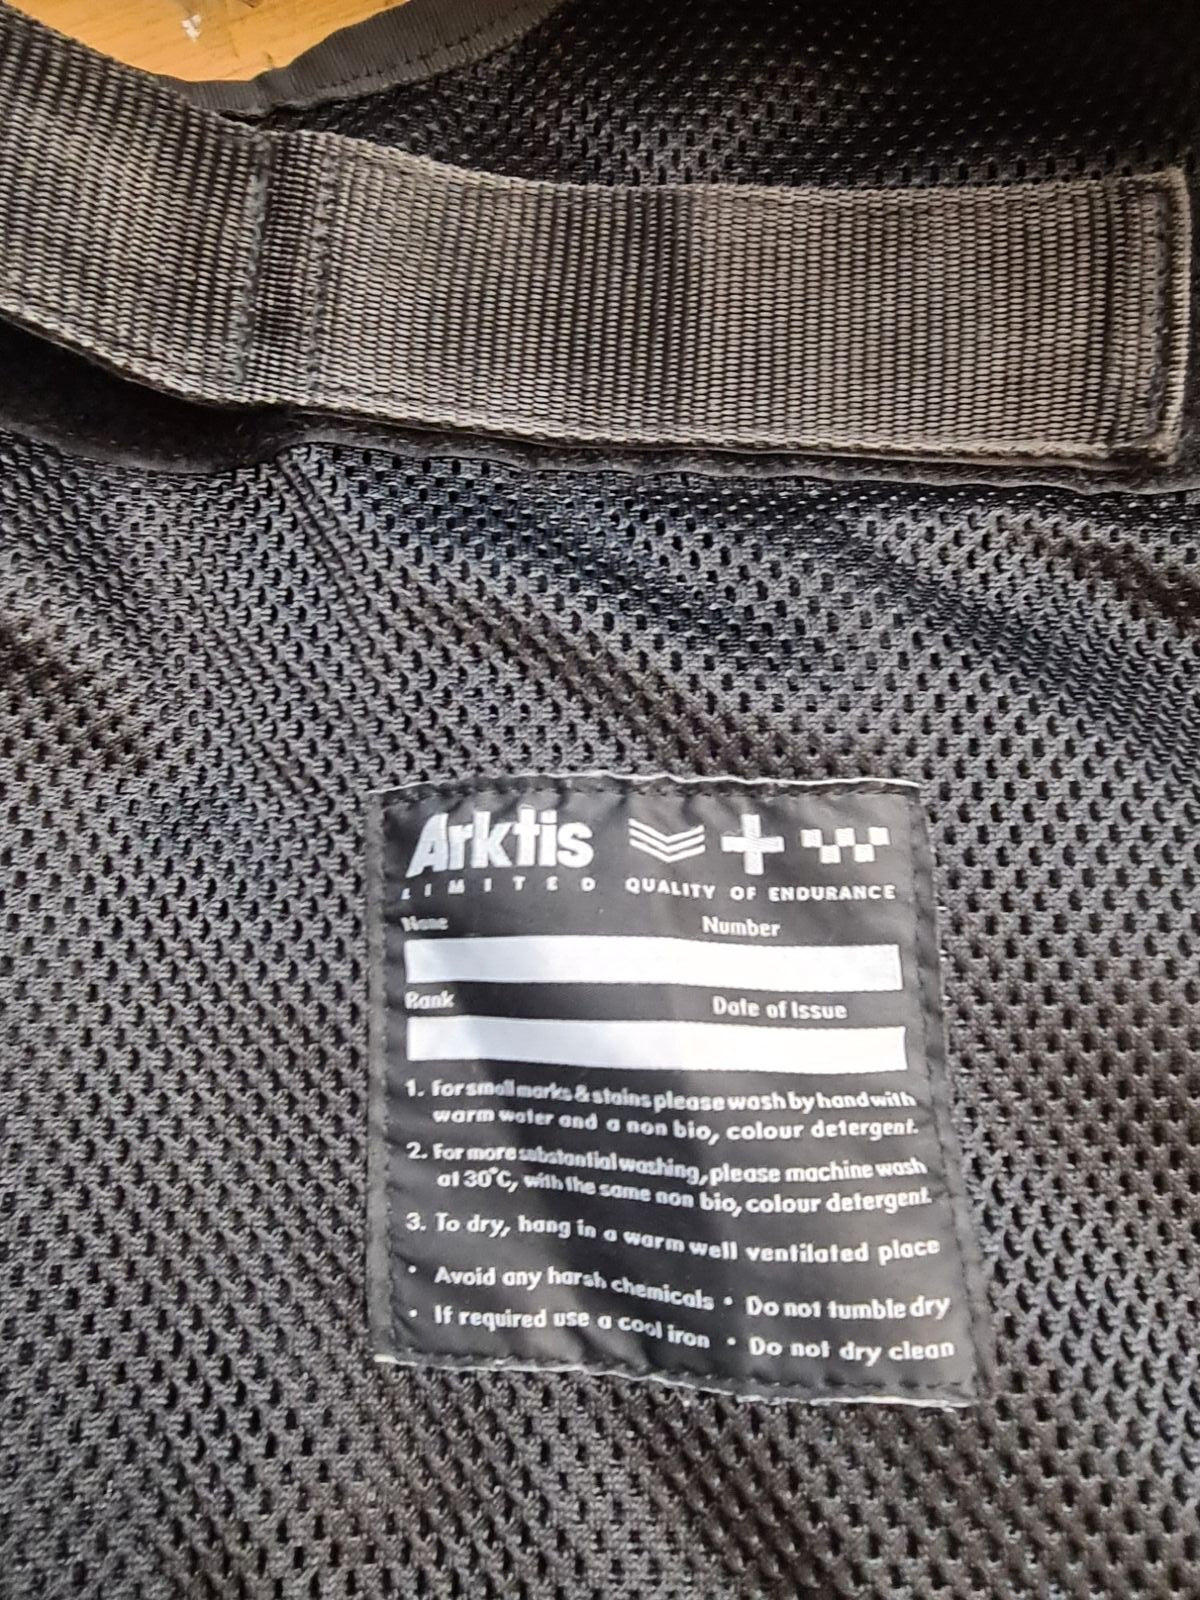 Arktis
LIMITED QUALITY OF ENDURANCE
Name Number
Rank Date of Issue
1. For small marks & stains please wash by hand with
warm water and a non bio, colour detergent.
2. For more substantial washing, please machine wash
at 30°C, with the same non bio, colour detergent.
3. To dry, hang in a warm well ventilated place
• Avoid any harsh chemicals • Do not tumble dry
• If required use a cool iron • Do not dry clean